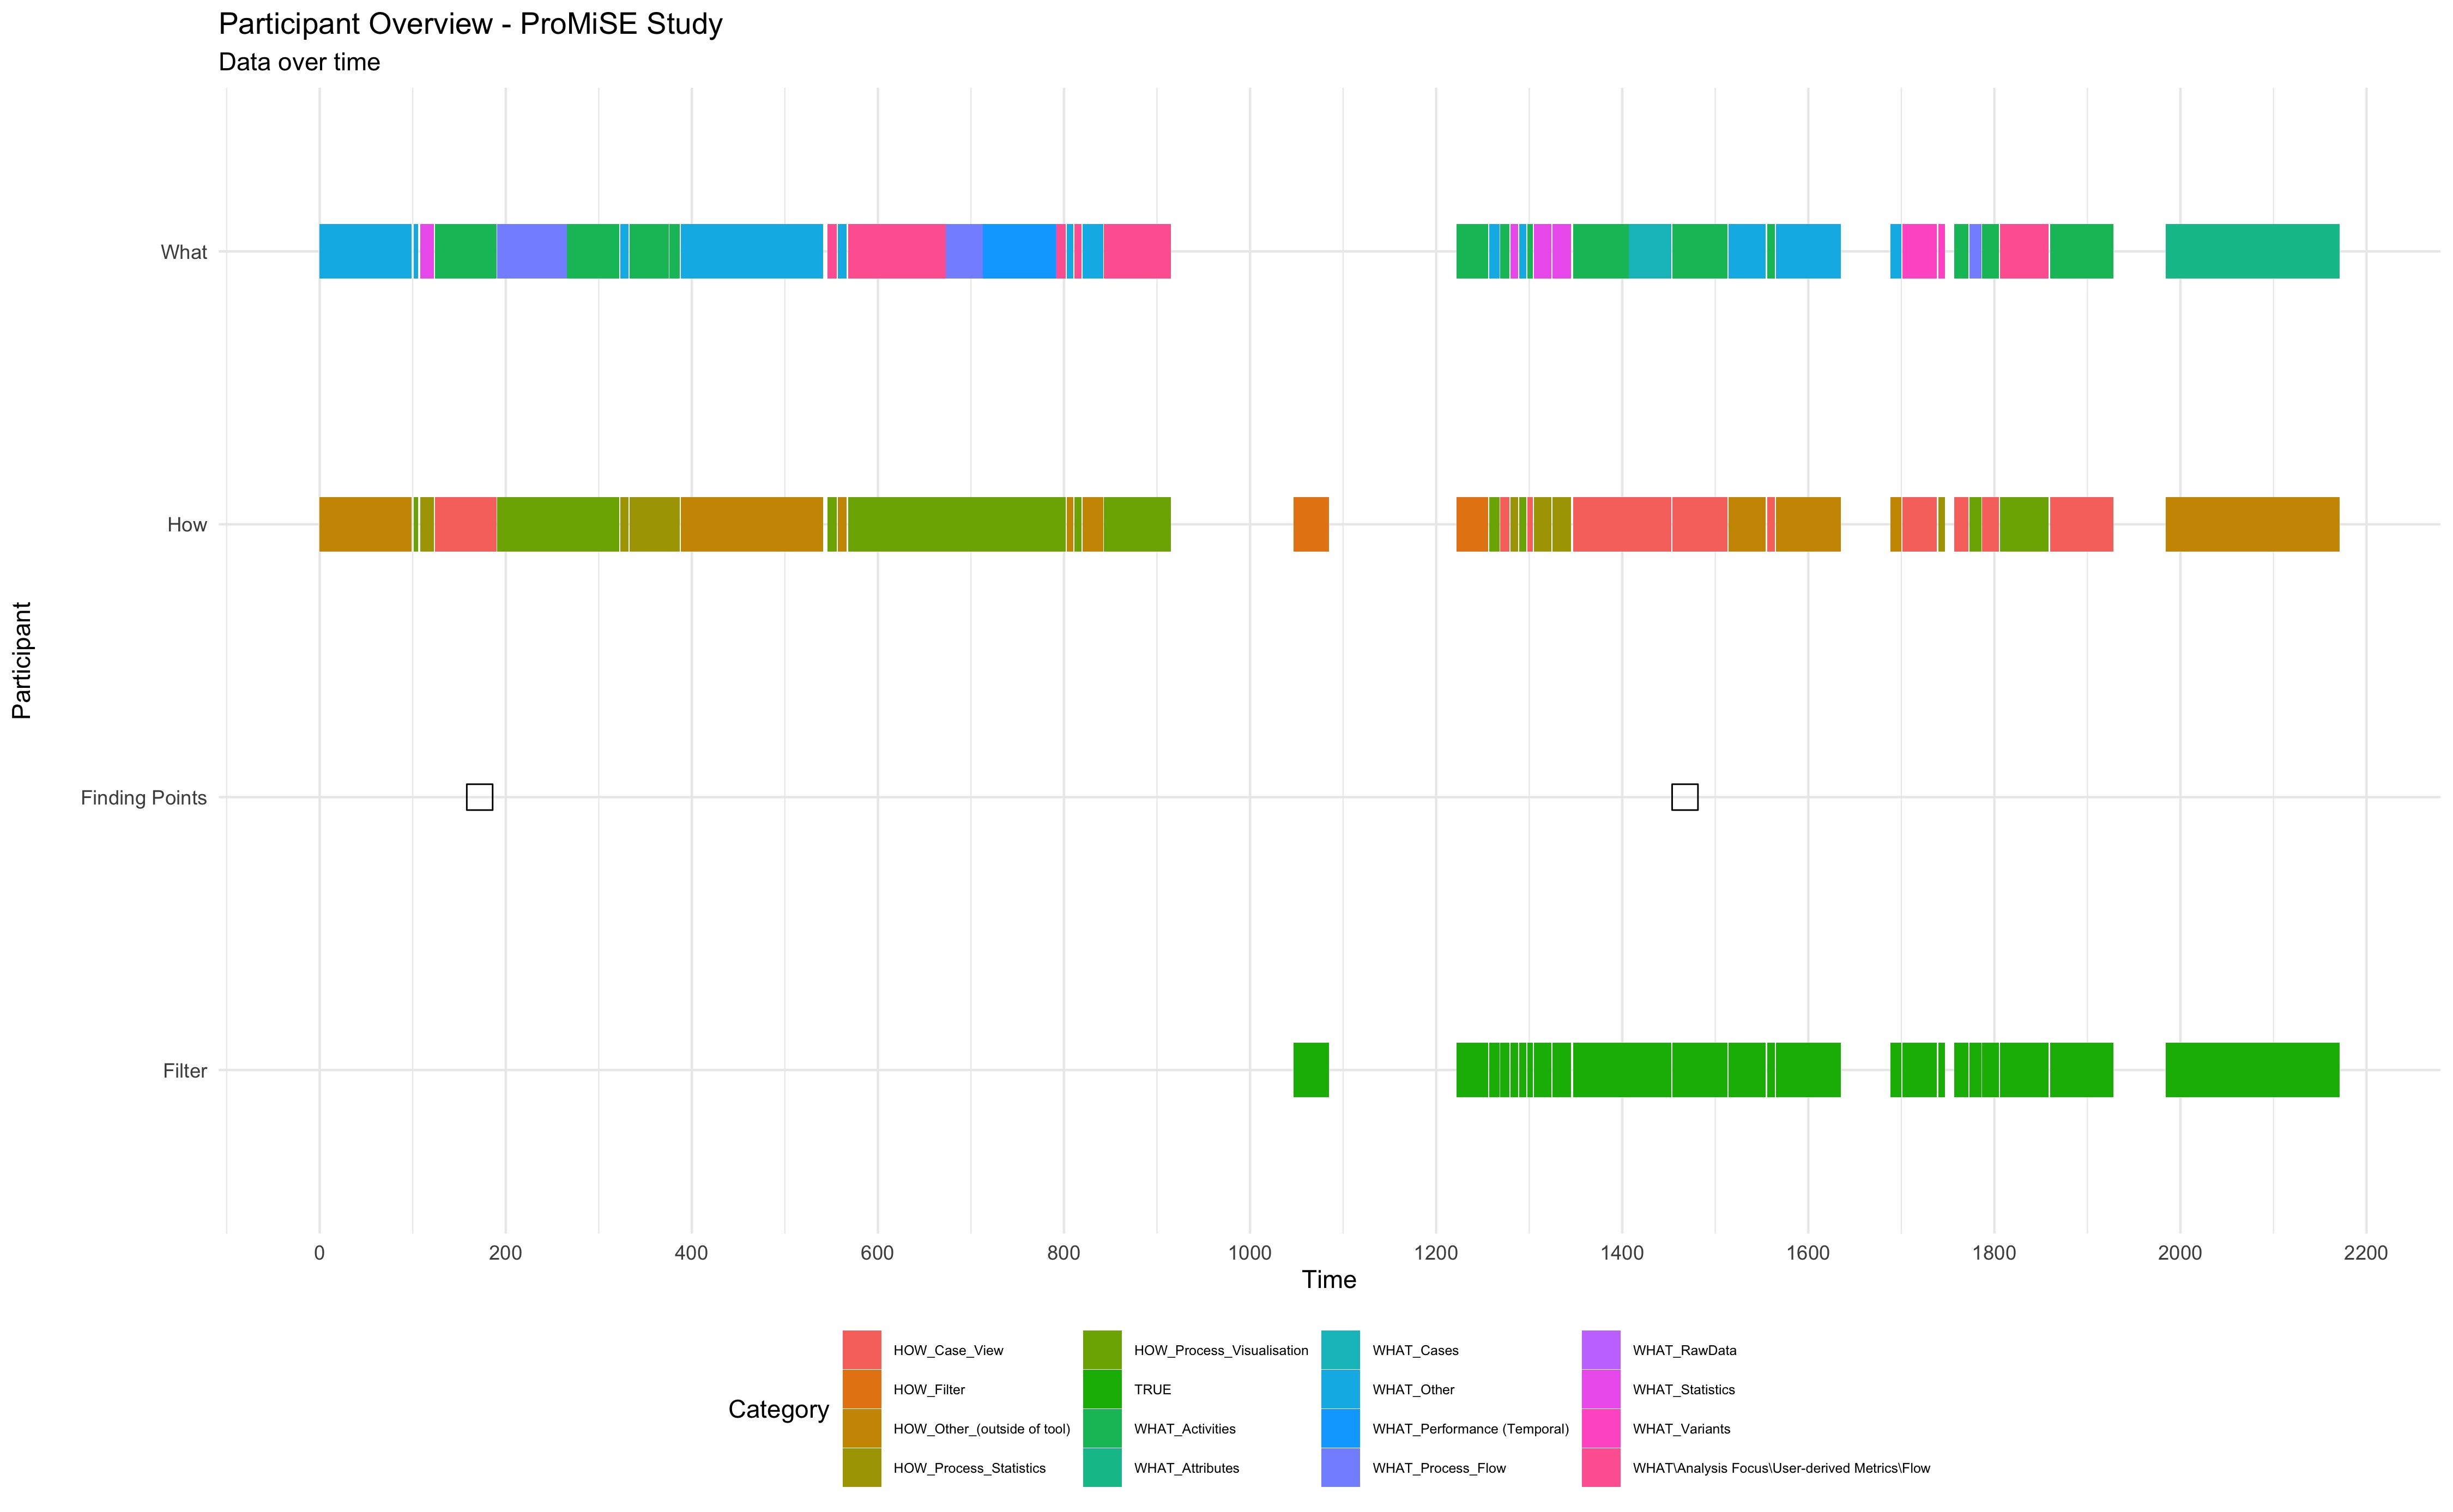 Participant Overview - ProMiSE Study
Data over time
What
How
Finding Points
Filter
Participant
0 200 400 600 800 1000 1200 1400 1600 1800 2000 2200
Time
Category
HOW_Case_View
HOW_Filter
HOW_Other_(outside of tool)
HOW_Process_Statistics
HOW_Process_Visualisation
TRUE
WHAT_Activities
WHAT_Attributes
WHAT_Cases
WHAT_Other
WHAT_Performance (Temporal)
WHAT_Process_Flow
WHAT_RawData
WHAT_Statistics
WHAT_Variants
WHAT\Analysis Focus\User-derived Metrics\Flow